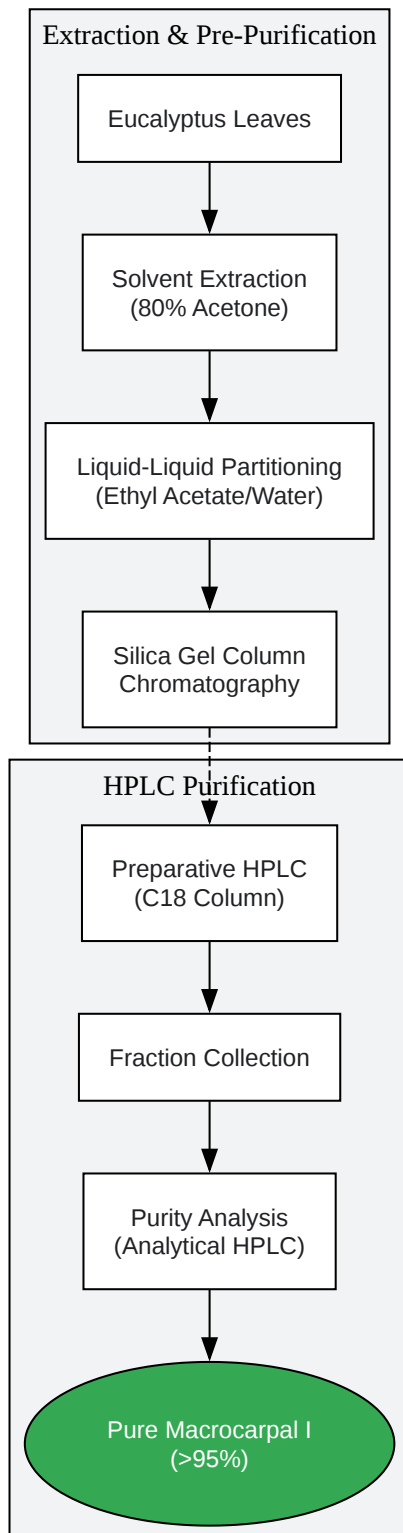 Extraction & Pre-Purification
Eucalyptus Leaves
Solvent Extraction
(80% Acetone)
Liquid-Liquid Partitioning
(Ethyl Acetate/Water)
Silica Gel Column
Chromatography
HPLC Purification
Preparative HPLC
(C18 Column)
Fraction Collection
Purity Analysis
(Analytical HPLC)
Pure Macrocarpal I
(>95%)